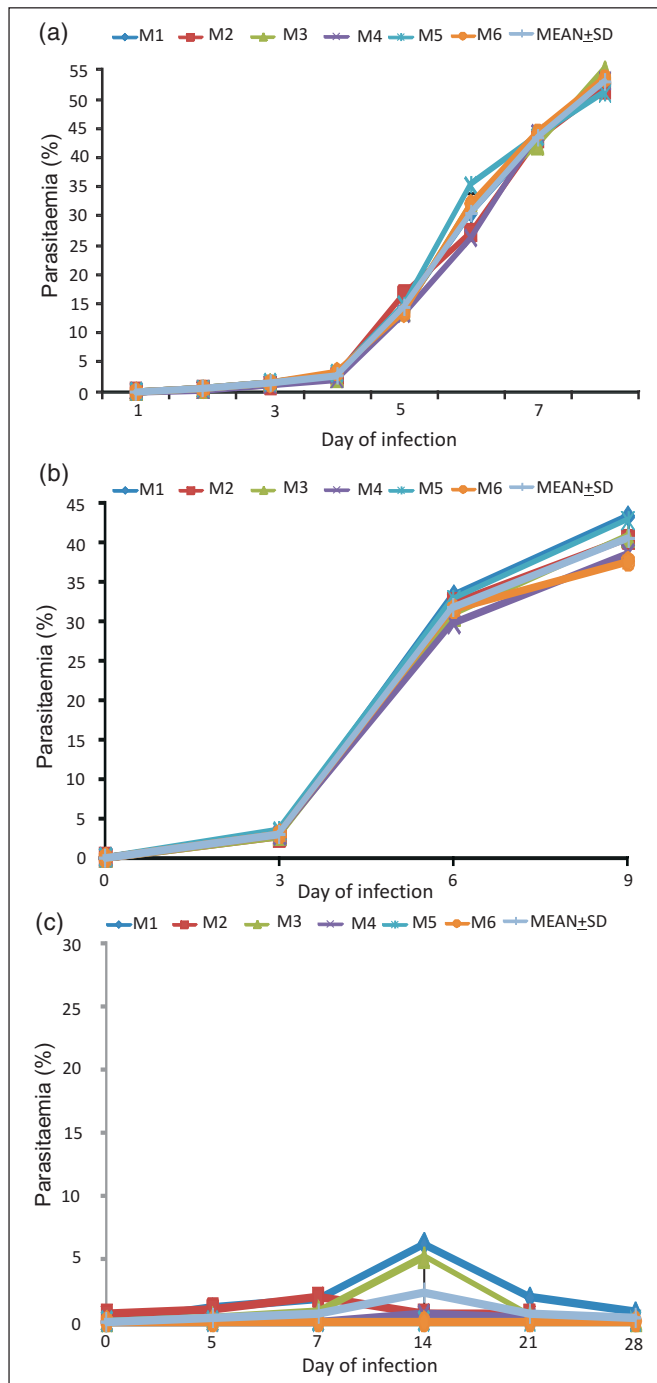 (a)
M1 M2 M3 M4 M5 M6 MEAN±SD
55
50
45
40
35
30
25
20
15
10
5
0
Parasitaemia (%)
1 3 5 7
Day of infection
(b)
M1 M2 M3 M4 M5 M6 MEAN±SD
45
40
35
30
25
20
15
10
5
0
Parasitaemia (%)
0 3 6 9
Day of infection
(c)
M1 M2 M3 M4 M5 M6 MEAN±SD
30
25
20
15
10
5
0
Parasitaemia (%)
0 5 7 14 21 28
Day of infection